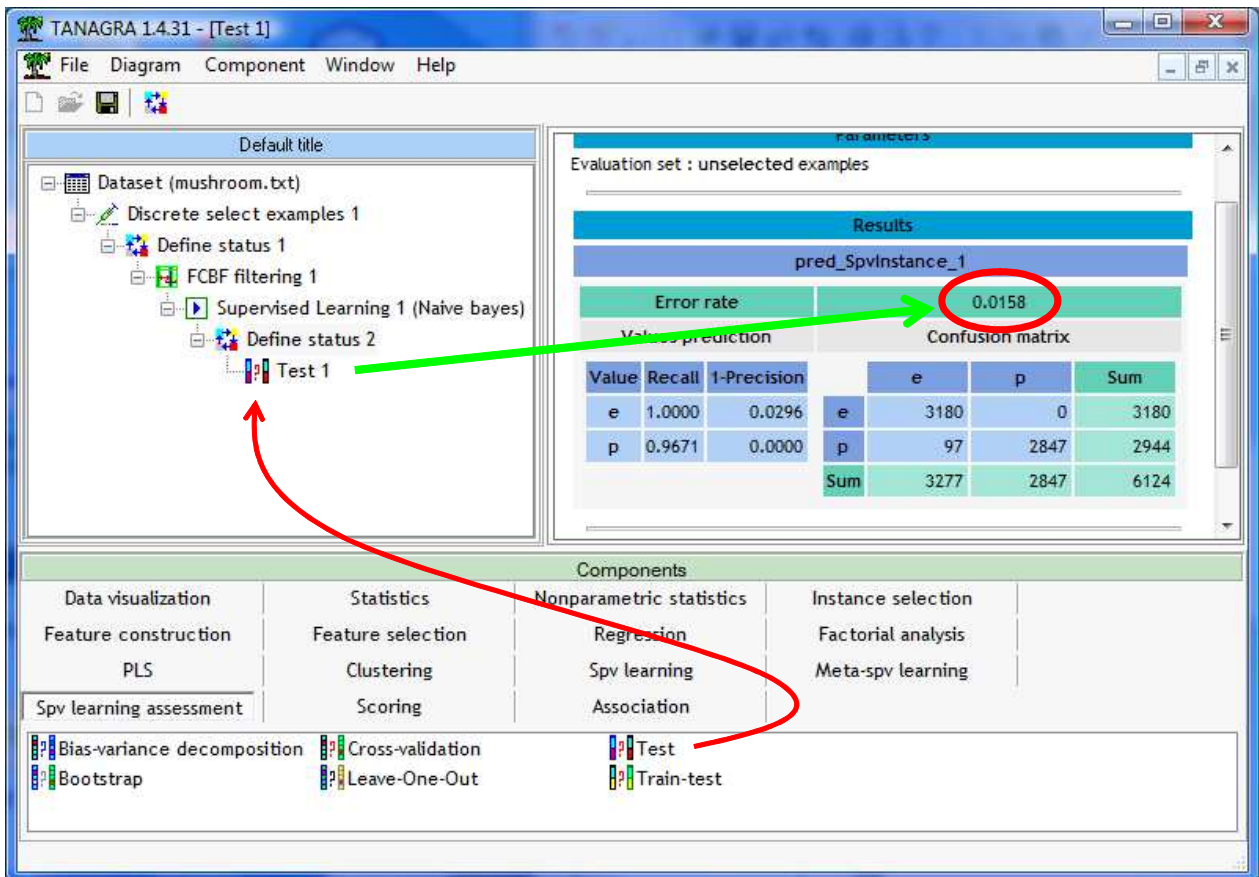 TANAGRA 1.4.31 - [Test 1]
File Diagram Component Window Help
Default title
Dataset (mushroom.txt)
Discrete select examples 1
Define status 1
FCBF filtering 1
Supervised Learning 1 (Naive bayes)
Define status 2
Test 1
Parameters
Evaluation set : unselected examples
Results
pred_SpvInstance_1
Error rate 0.0158
Values prediction Confusion matrix
Value Recall 1-Precision e p Sum
e 1.0000 0.0296 e 3180 0 3180
p 0.9671 0.0000 p 97 2847 2944
Sum 3277 2847 6124
Components
Data visualization Statistics Nonparametric statistics Instance selection
Feature construction Feature selection Regression Factorial analysis
PLS Clustering Spv learning Meta-spv learning
Spv learning assessment Scoring Association
Bias-variance decomposition Cross-validation Test
Bootstrap Leave-One-Out Train-test